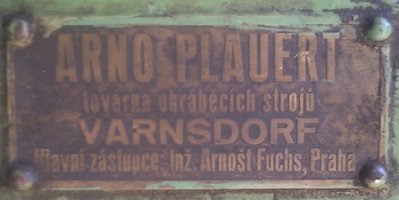 ARNO PLAUERT
továrna obráběcích strojů
VARNSDORF
Hlavní zástupce: Inž. Arnošt Fuchs, Praha